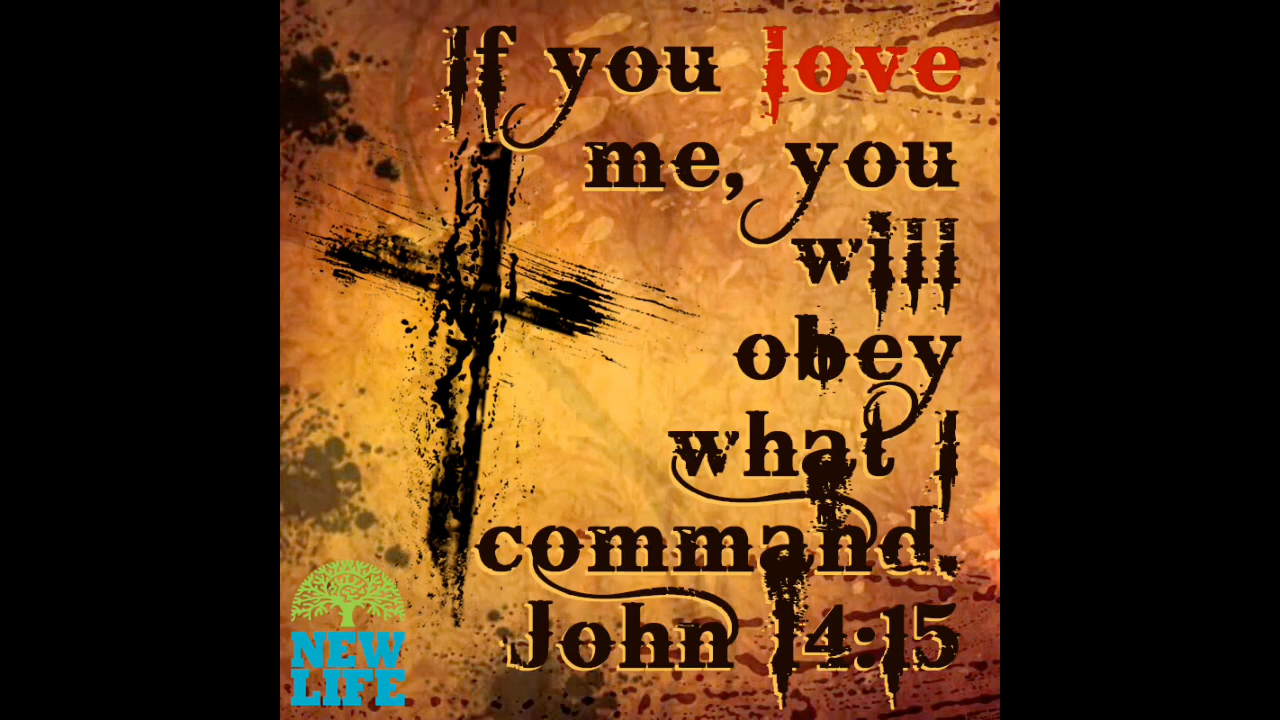 If you love
me, you
will
obey
what I
command.
John 14:15
NEW
LIFE